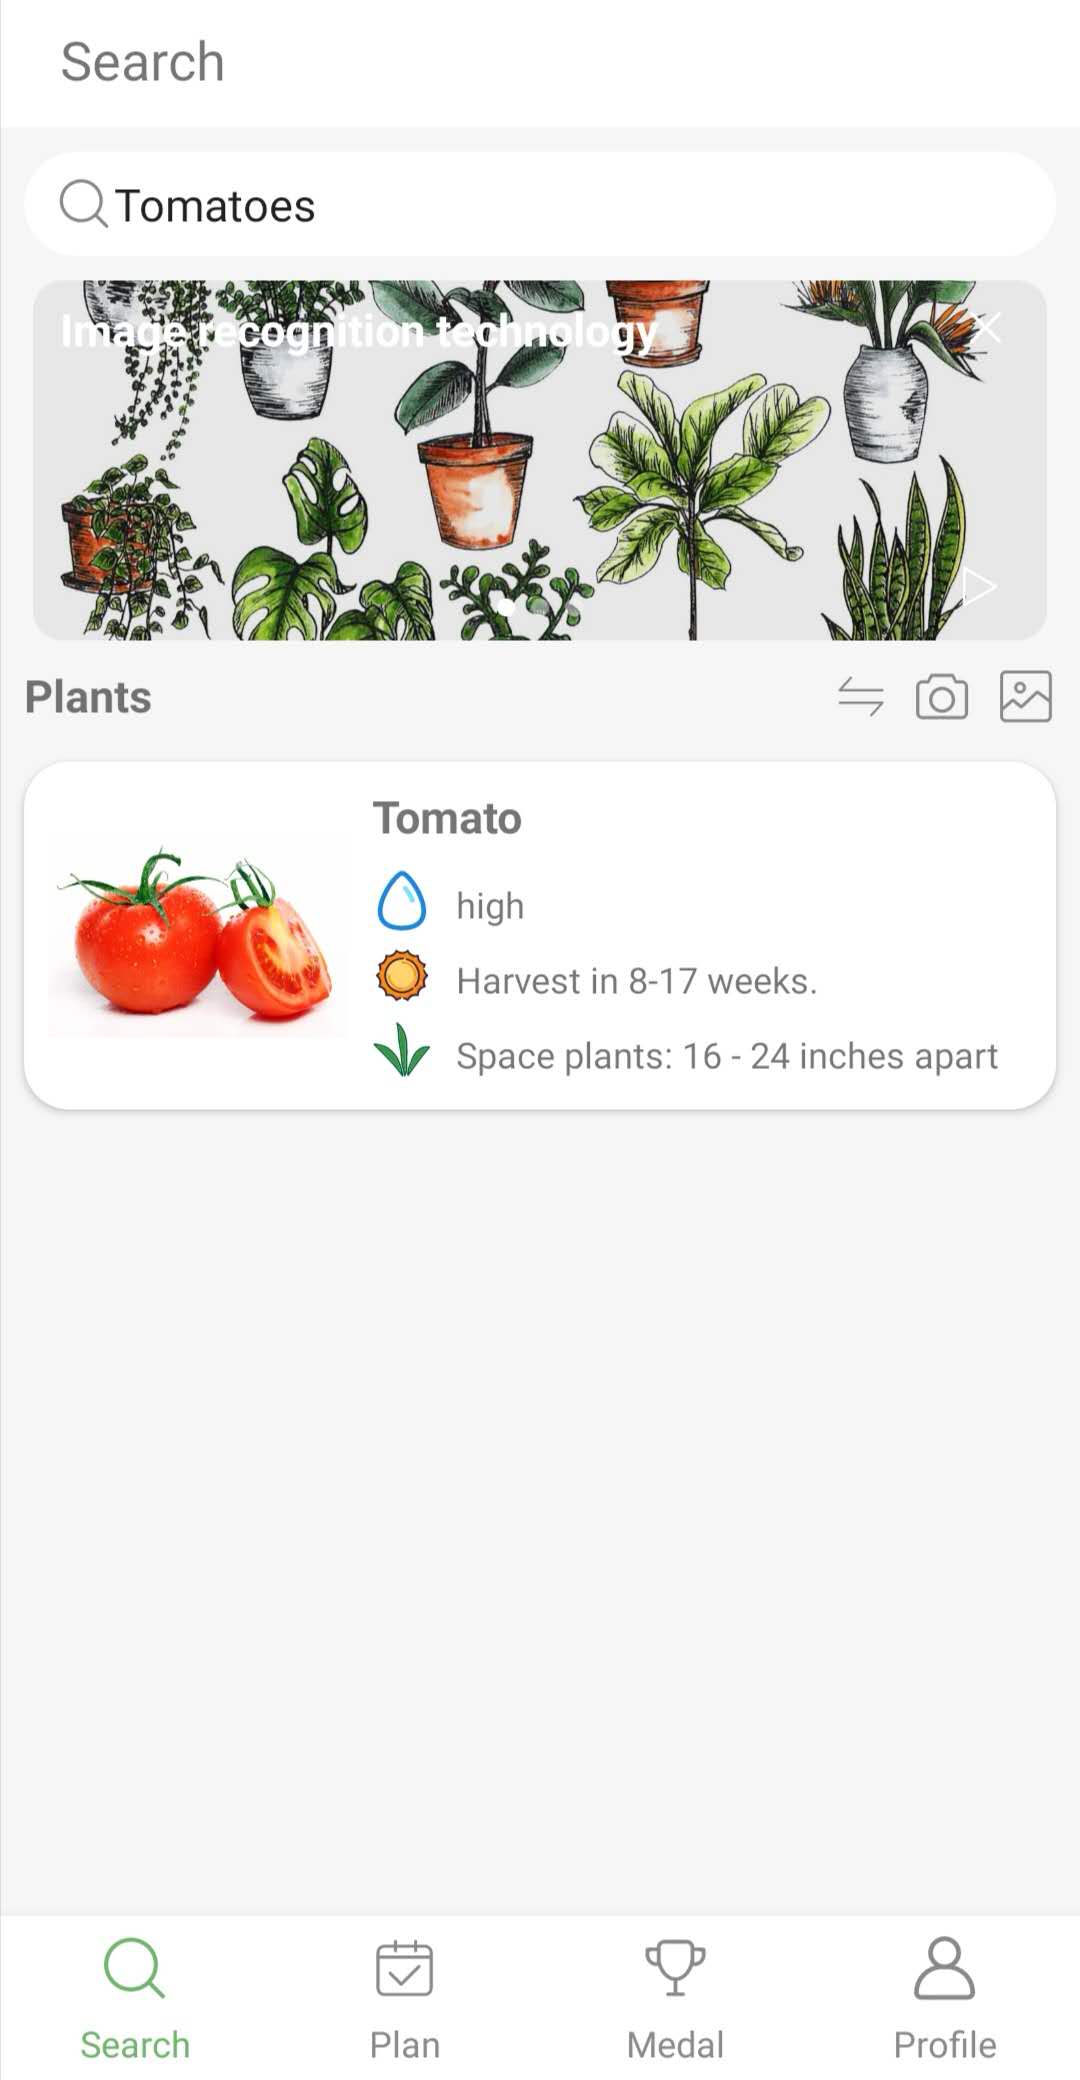 Search
Tomatoes
Image recognition technology
Plants
Tomato
high
Harvest in 8-17 weeks.
Space plants: 16 - 24 inches apart
Search
Plan
Medal
Profile